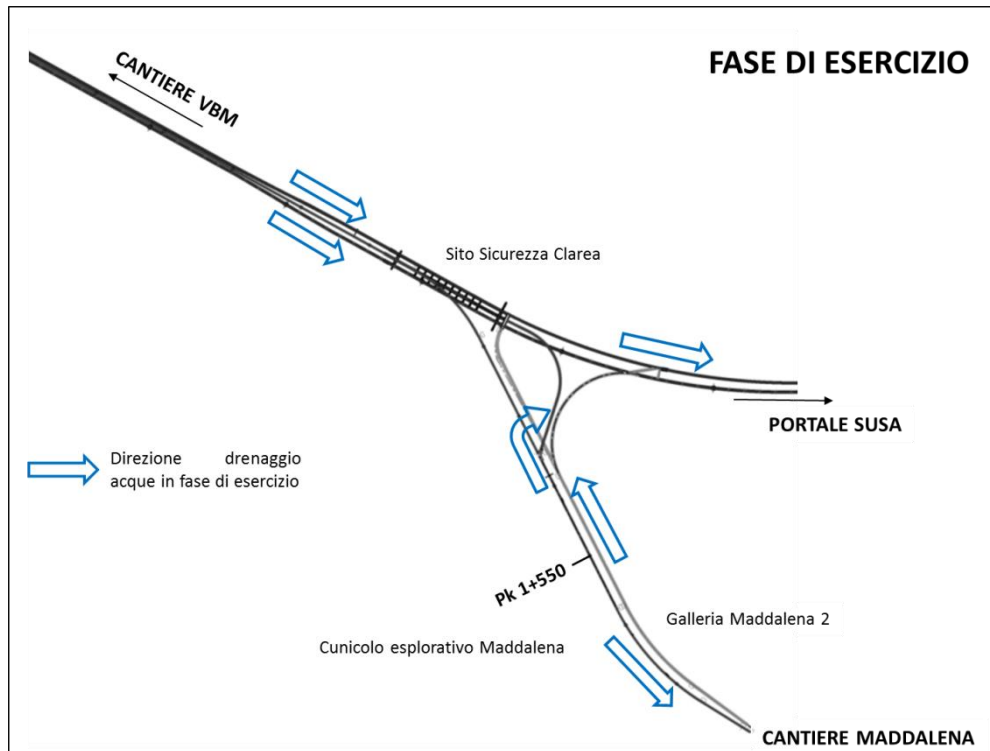 FASE DI ESERCIZIO
CANTIERE VBM
Sito Sicurezza Clarea
PORTALE SUSA
Direzione drenaggio
acque in fase di esercizio
Pk 1+550
Galleria Maddalena 2
Cunicolo esplorativo Maddalena
CANTIERE MADDALENA